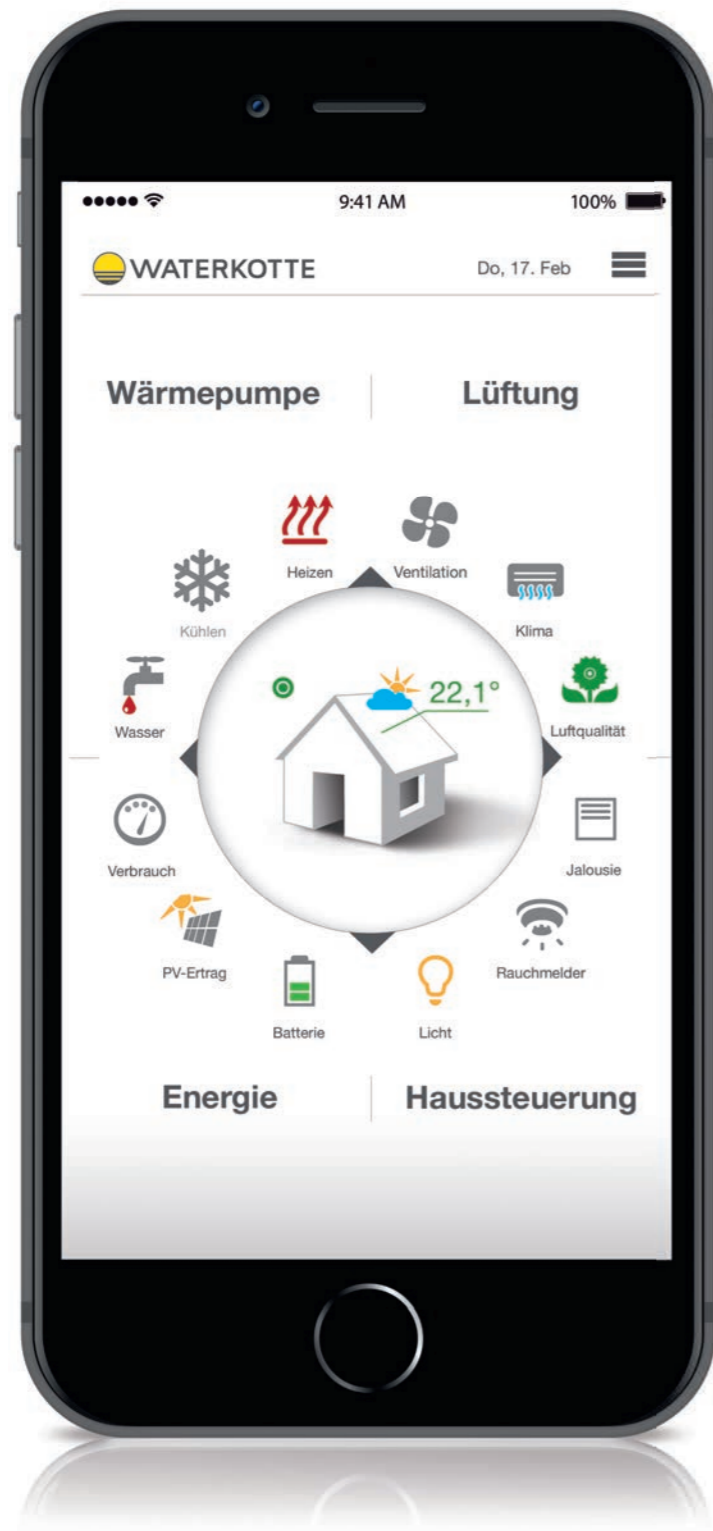 9:41 AM 100%
WATERKOTTE Do, 17. Feb
Wärmepumpe Lüftung
Heizen Ventilation
Kühlen Klima
Wasser Luftqualität
22,1°
Verbrauch Jalousie
PV-Ertrag Rauchmelder
Batterie Licht
Energie Haussteuerung